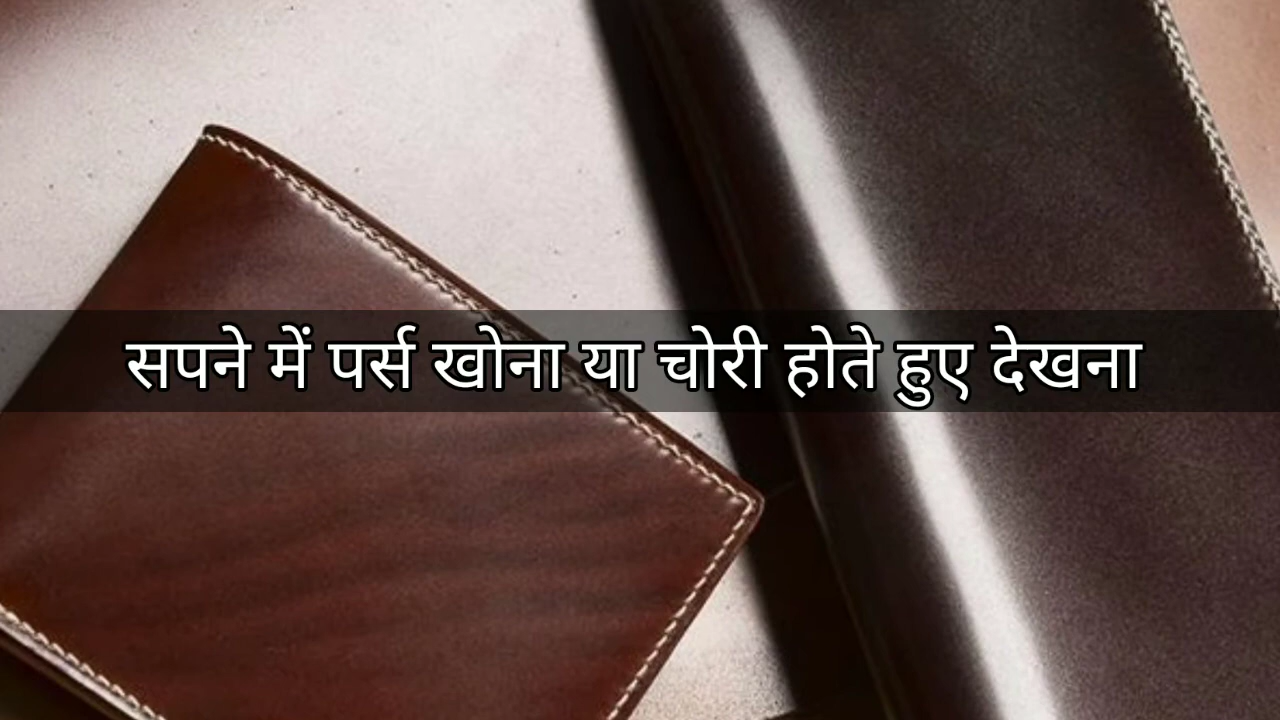 सपने में पर्स खोना या चोरी होते हुए देखना